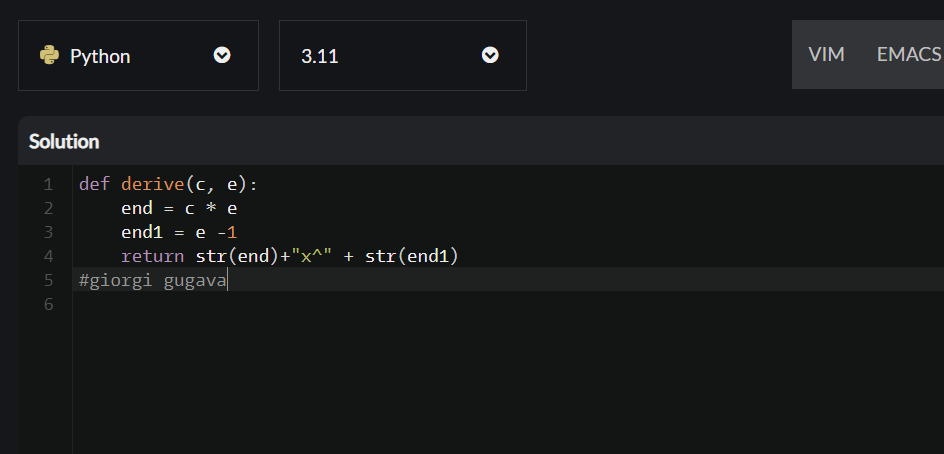 Python 3.11 VIM EMACS
Solution
1 def derive(c, e):
2     end = c * e
3     end1 = e -1
4     return str(end)+"x^" + str(end1)
5 #giorgi gugava
6